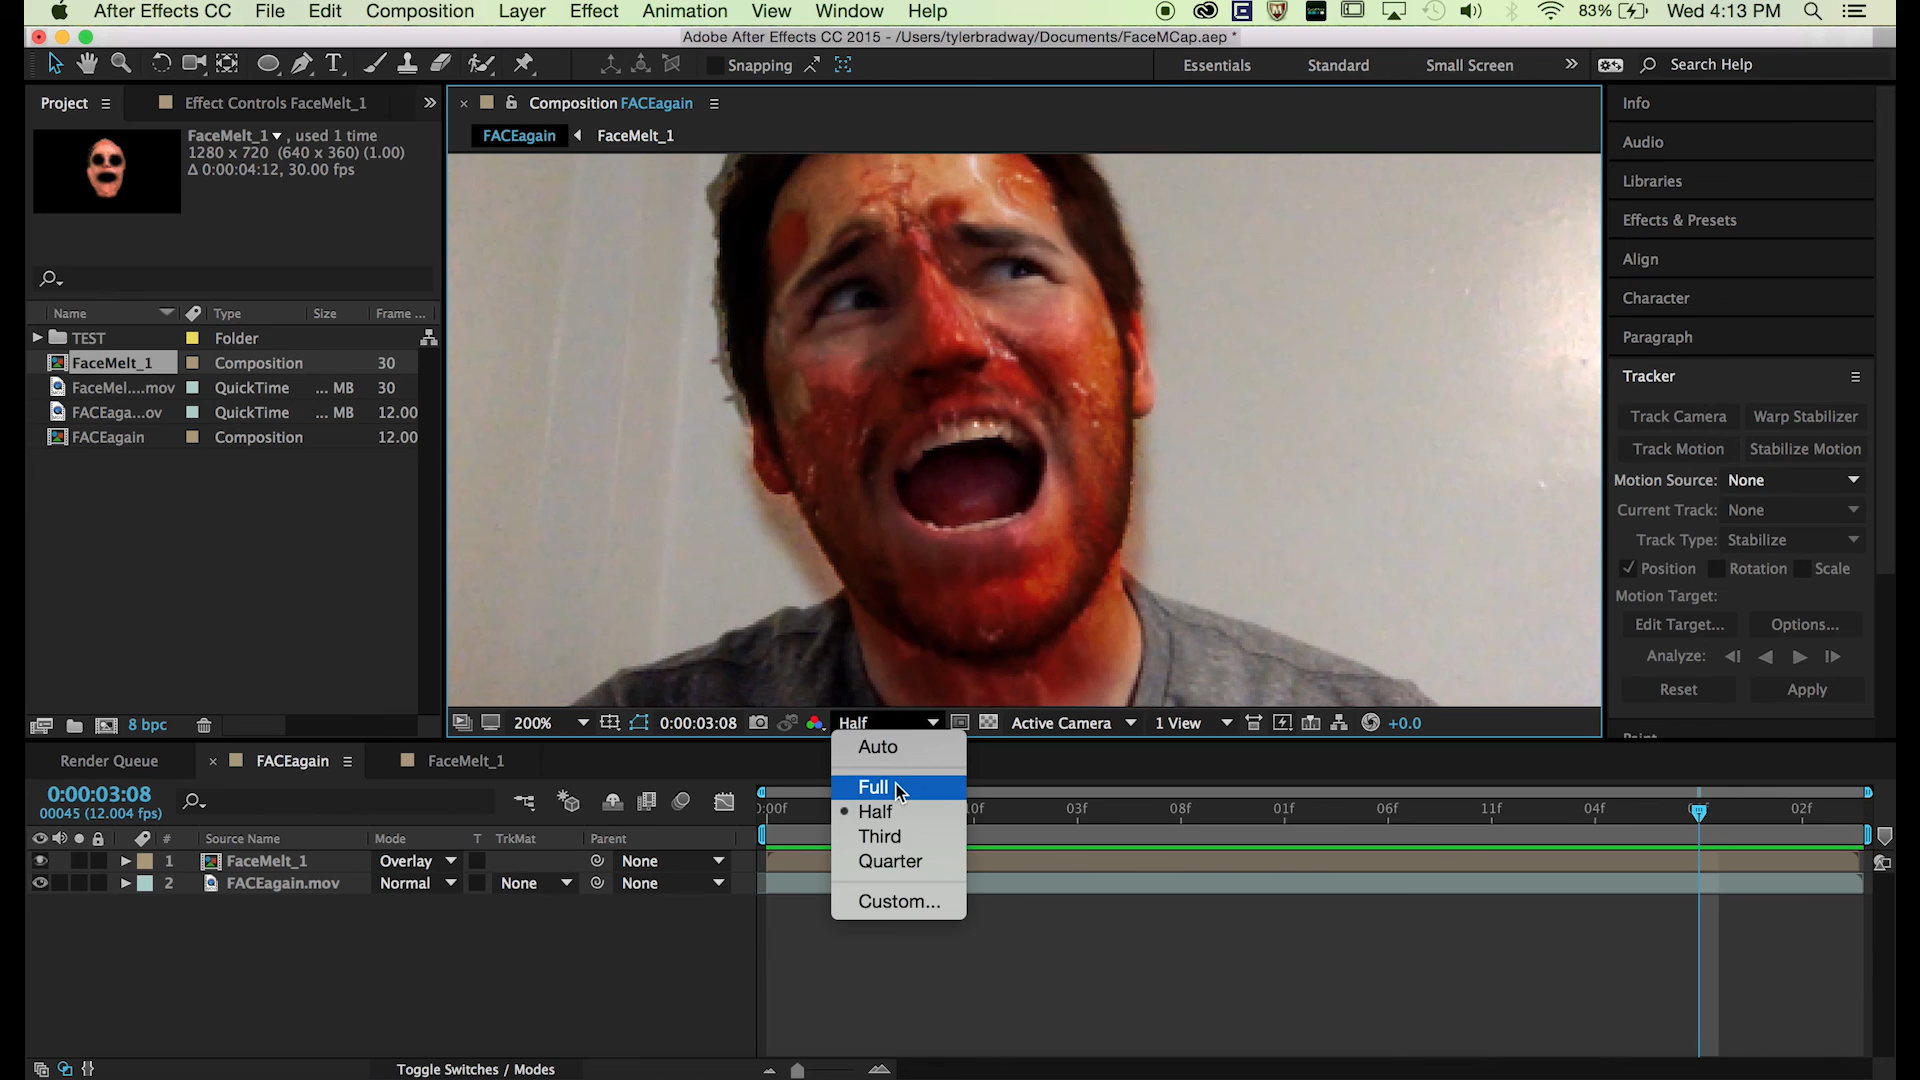 After Effects CC File Edit Composition Layer Effect Animation View Window Help 83% Wed 4:13 PM
Adobe After Effects CC 2015 - /Users/tylerbradway/Documents/FaceMCap.aep *
Snapping Essentials Standard Small Screen Search Help
Project Effect Controls FaceMelt_1
Composition FACEagain
FACEagain FaceMelt_1
FaceMelt_1 , used 1 time
1280 x 720 (640 x 360) (1.00)
Δ 0:00:04:12, 30.00 fps
Name Type Size Frame ...
TEST Folder
FaceMelt_1 Composition 30
FaceMel....mov QuickTime ... MB 30
FACEaga...ov QuickTime ... MB 12.00
FACEagain Composition 12.00
8 bpc
Info
Audio
Libraries
Effects & Presets
Align
Character
Paragraph
Tracker
Track Camera Warp Stabilizer
Track Motion Stabilize Motion
Motion Source: None
Current Track: None
Track Type: Stabilize
Position Rotation Scale
Motion Target:
Edit Target... Options...
Analyze:
Reset Apply
200% 0:00:03:08 Half Active Camera 1 View +0.0
Auto
Full
Half
Third
Quarter
Custom...
Render Queue FACEagain FaceMelt_1
0:00:03:08
00045 (12.004 fps)
:00f 10f 03f 08f 01f 06f 11f 04f 02f
# Source Name Mode T TrkMat Parent
1 FaceMelt_1 Overlay None
2 FACEagain.mov Normal None None
Toggle Switches / Modes